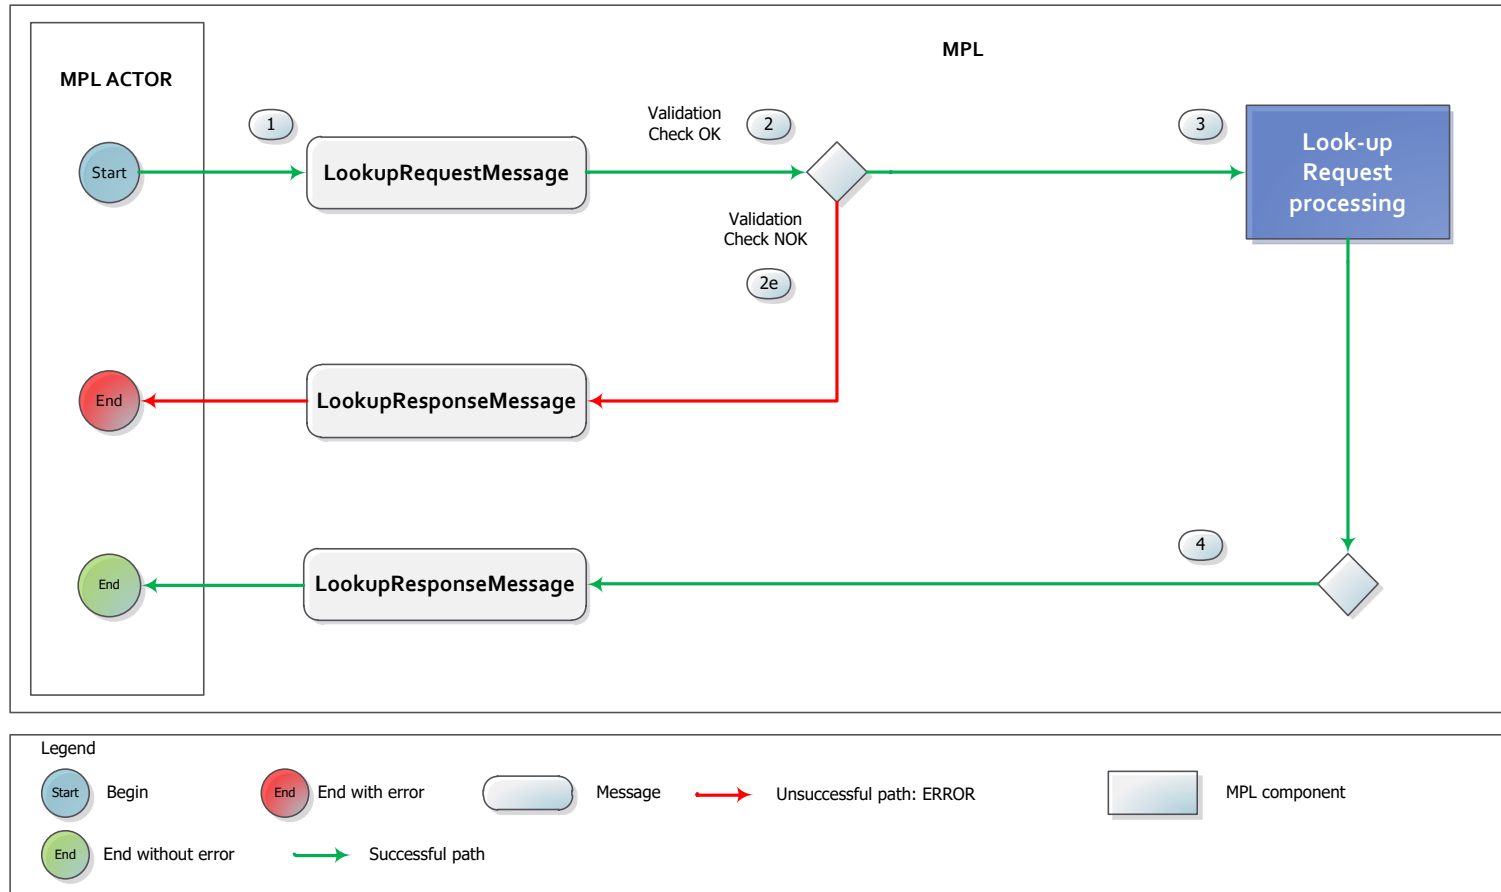 MPL
MPL ACTOR
1
Validation
Check OK
2
3
Start
LookupRequestMessage
Look-up
Request
processing
Validation
Check NOK
2e
End
LookupResponseMessage
4
End
LookupResponseMessage
Legend
Start
Begin
End
End with error
Message
Unsuccessful path: ERROR
MPL component
End
End without error
Successful path